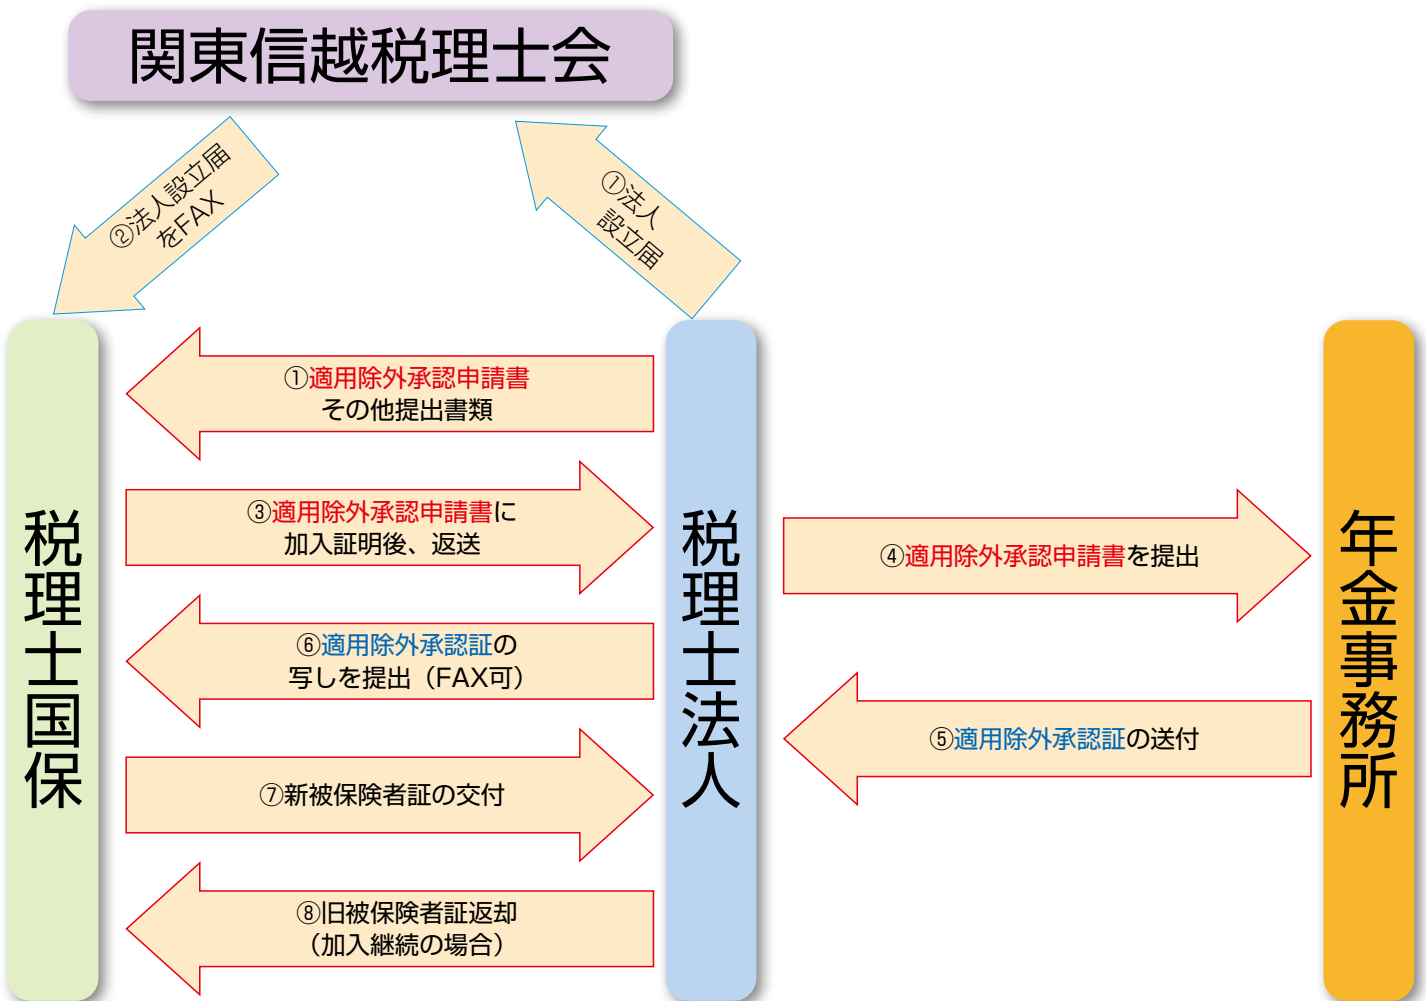 関東信越税理士会
②法人設立届
をFAX
①法人
設立届
税理士国保
税理士法人
年金事務所
①適用除外承認申請書
その他提出書類
③適用除外承認申請書に
加入証明後、返送
④適用除外承認申請書を提出
⑥適用除外承認証の
写しを提出（FAX可）
⑤適用除外承認証の送付
⑦新被保険者証の交付
⑧旧被保険者証返却
（加入継続の場合）